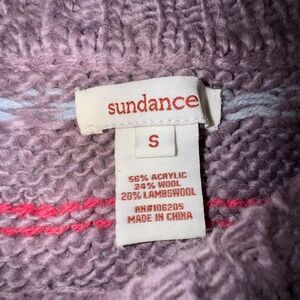 sundance
S
56% ACRYLIC
24% WOOL
20% LAMBSWOOL
RN#106205
MADE IN CHINA